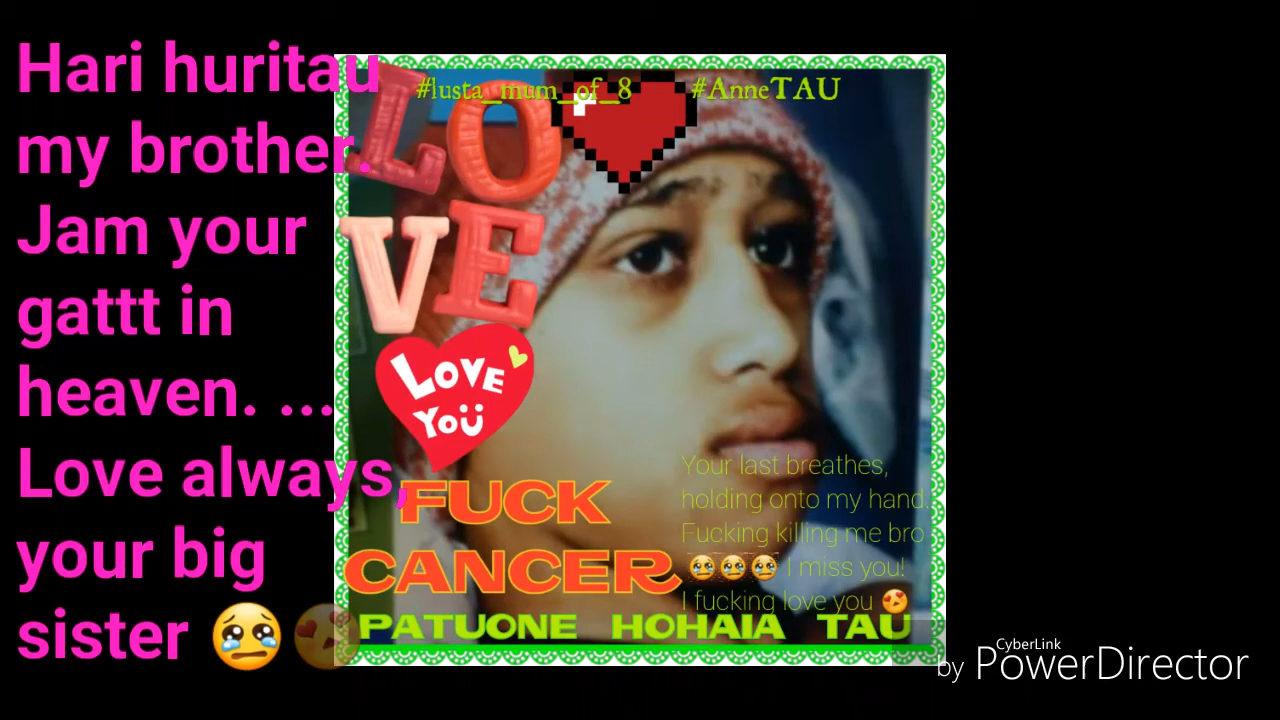 Hari huritau
my brother.
Jam your
gattt in
heaven. ...
Love always,
your big
sister 😢😍
#lusta_mum_of_8 #AnneTAU
LO
VE
LOVE
YOU
FUCK
CANCER
Your last breathes,
holding onto my hand.
Fucking killing me bro
😢😢😢 I miss you!
I fucking love you 😍
PATUONE HOHAIA TAU
CyberLink
by PowerDirector